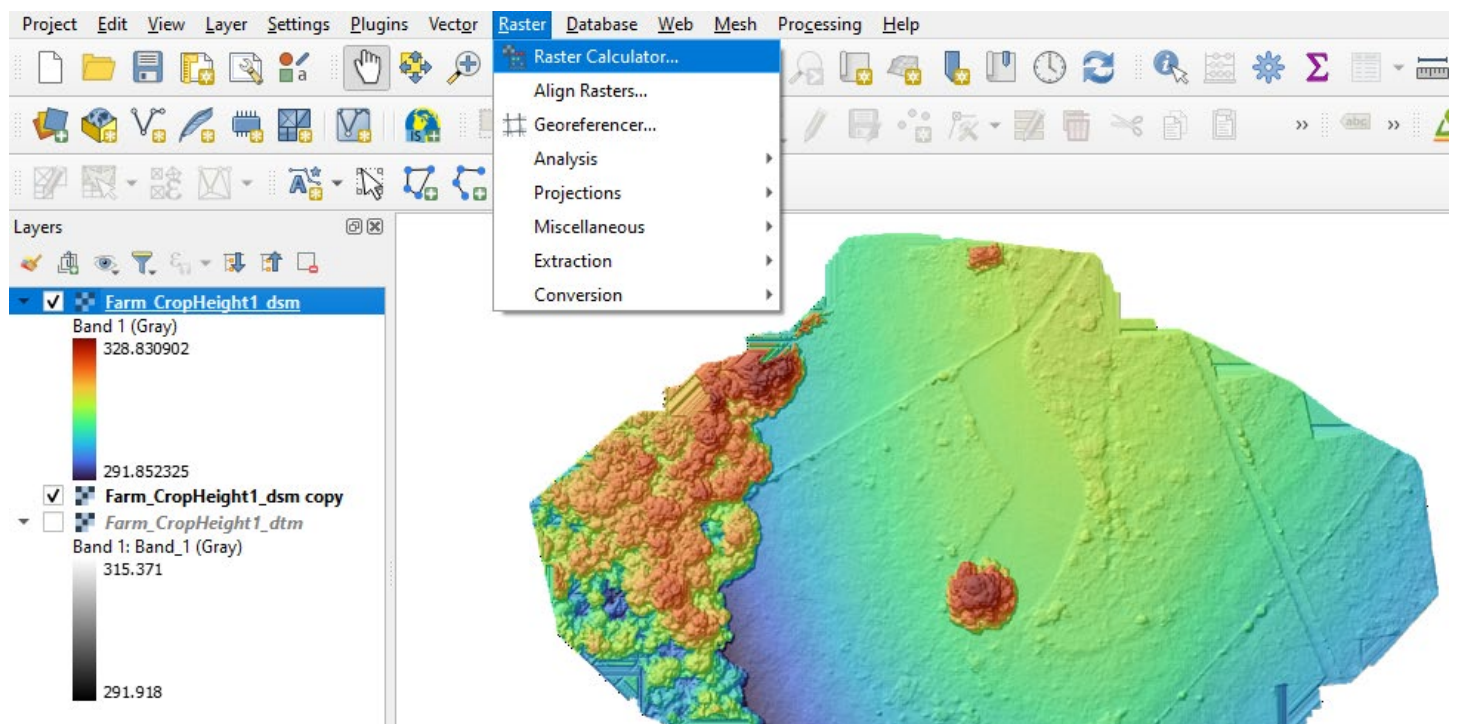 Project Edit View Layer Settings Plugins Vector Raster Database Web Mesh Processing Help
Raster Calculator...
Align Rasters...
Georeferencer...
Analysis
Projections
Miscellaneous
Extraction
Conversion
a
Σ
IS
» abc »
A
Layers
Farm_CropHeight1_dsm
Band 1 (Gray)
328.830902
291.852325
Farm_CropHeight1_dsm copy
Farm_CropHeight1_dtm
Band 1: Band_1 (Gray)
315.371
291.918